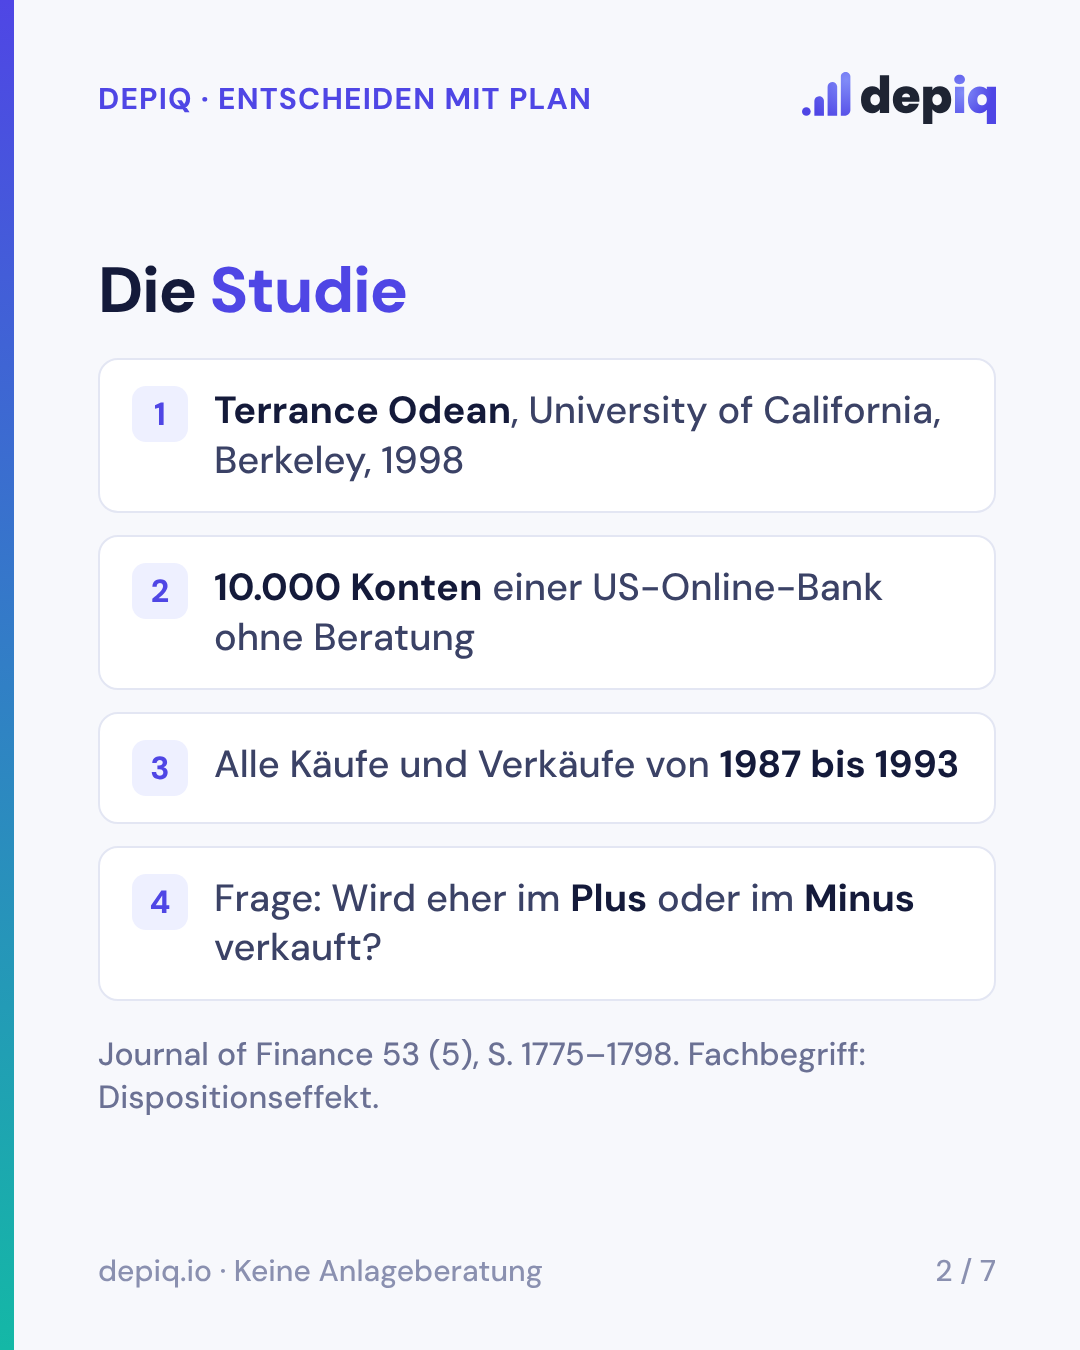 DEPIQ · ENTSCHEIDEN MIT PLAN
depiq
Die Studie
1
Terrance Odean, University of California,
Berkeley, 1998
2
10.000 Konten einer US-Online-Bank
ohne Beratung
3
Alle Käufe und Verkäufe von 1987 bis 1993
4
Frage: Wird eher im Plus oder im Minus
verkauft?
Journal of Finance 53 (5), S. 1775–1798. Fachbegriff:
Dispositionseffekt.
depiq.io · Keine Anlageberatung
2 / 7